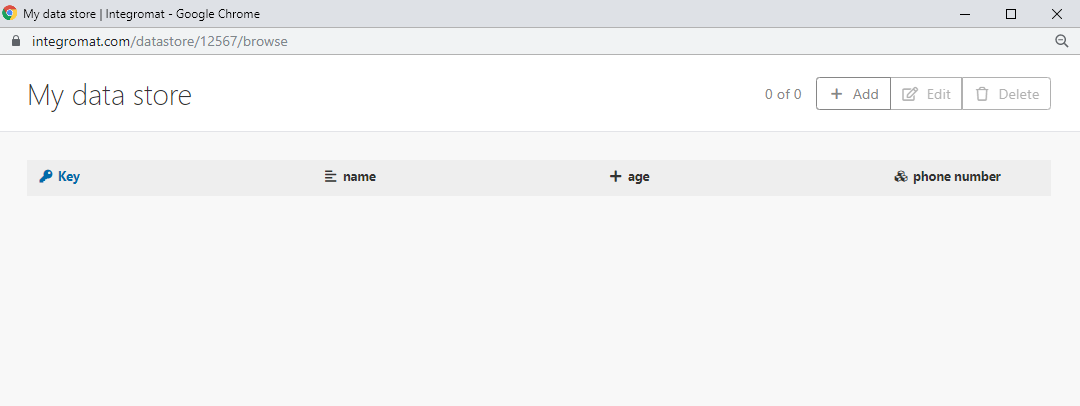 My data store | Integromat - Google Chrome
integromat.com/datastore/12567/browse
My data store
0 of 0 Add Edit Delete
Key name age phone number